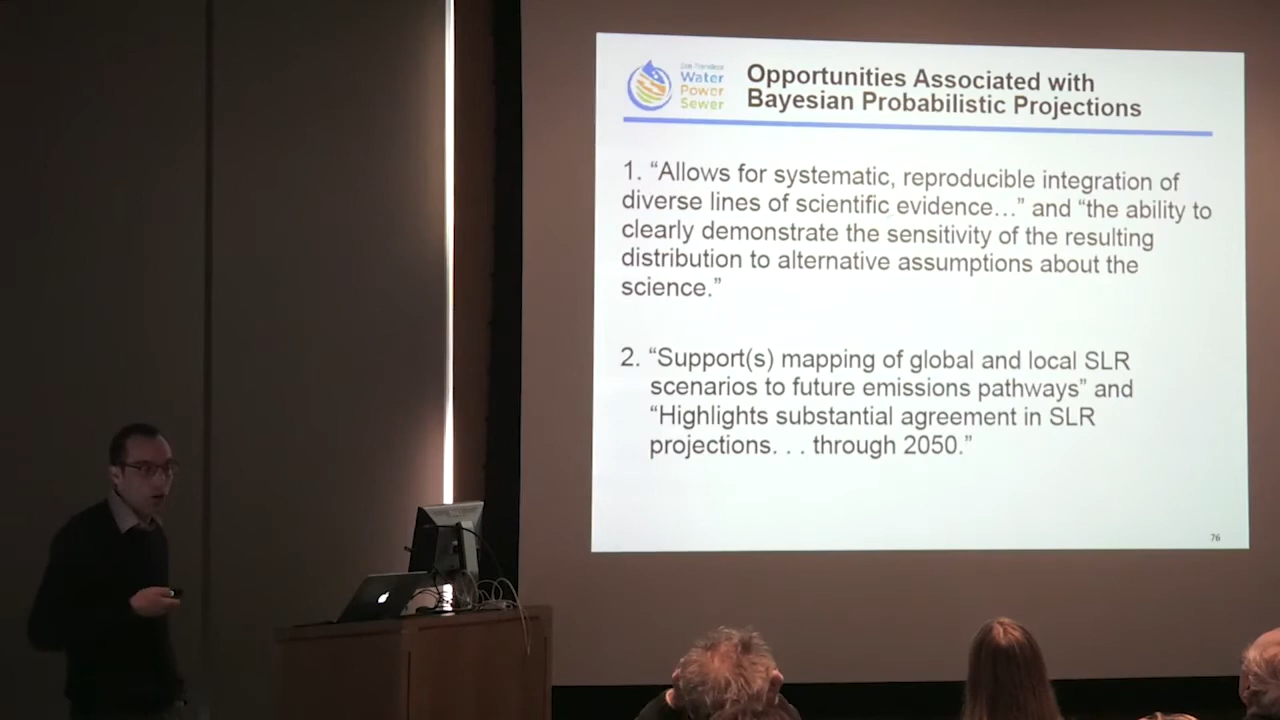 San Francisco
Water
Power
Sewer
Opportunities Associated with
Bayesian Probabilistic Projections
1. “Allows for systematic, reproducible integration of
diverse lines of scientific evidence…” and “the ability to
clearly demonstrate the sensitivity of the resulting
distribution to alternative assumptions about the
science.”
2. “Support(s) mapping of global and local SLR
scenarios to future emissions pathways” and
“Highlights substantial agreement in SLR
projections. . . through 2050.”
76